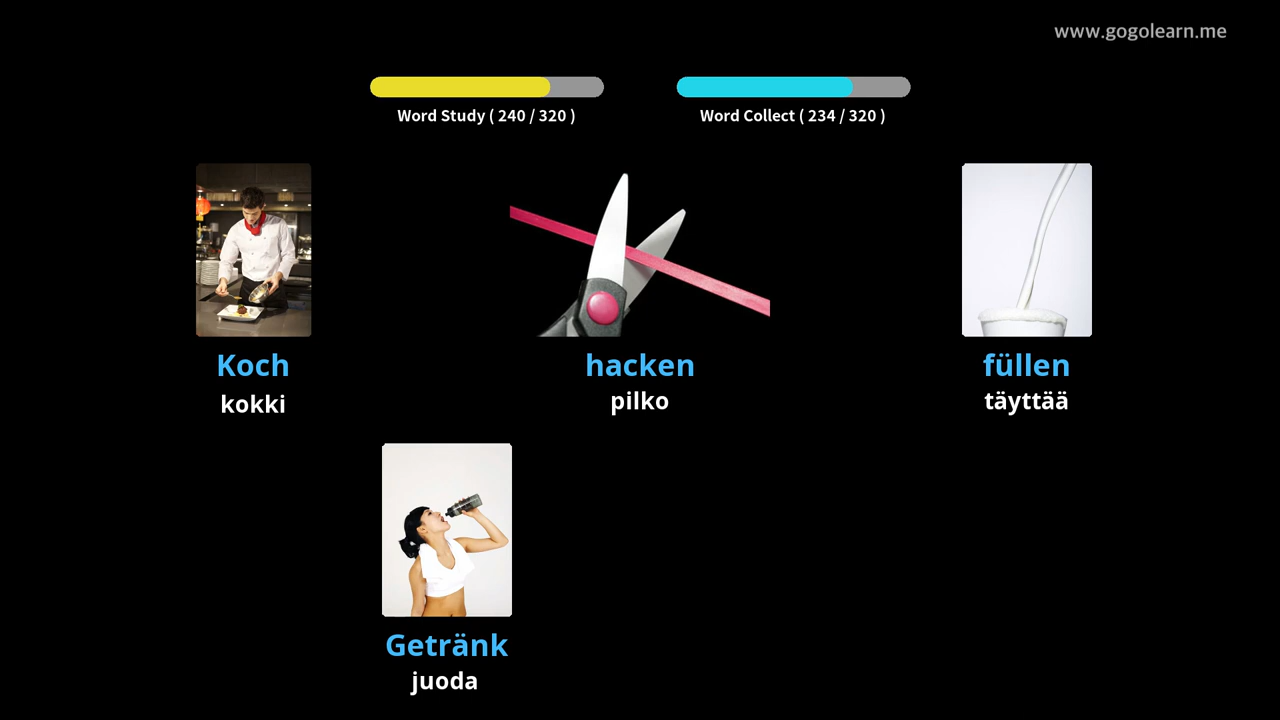 www.gogolearn.me
Word Study ( 240 / 320 )
Word Collect ( 234 / 320 )
Koch
kokki
hacken
pilko
füllen
täyttää
Getränk
juoda